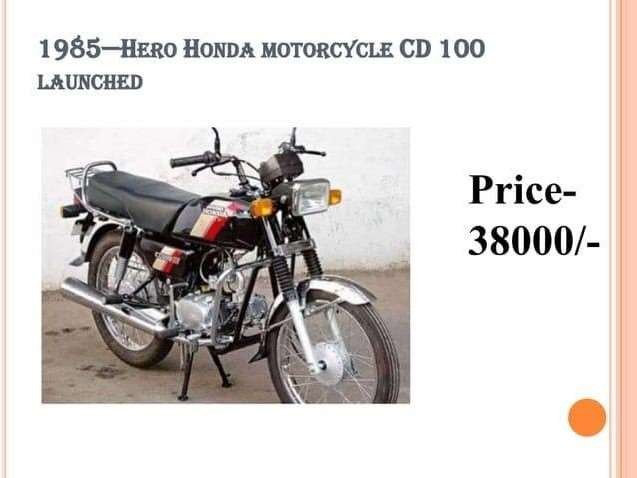 1985–HERO HONDA MOTORCYCLE CD 100
LAUNCHED
Price-
38000/-